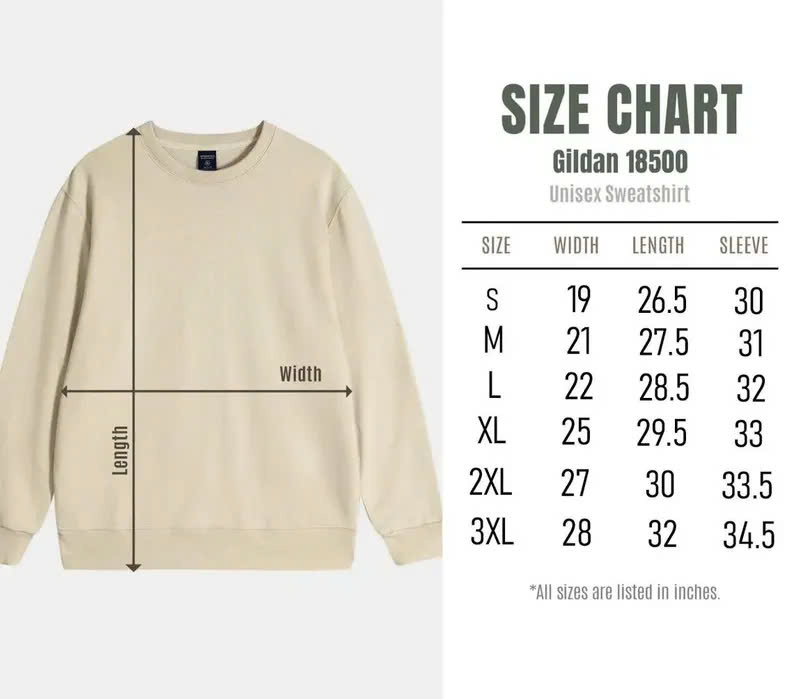 SIZE CHART
Gildan 18500
Unisex Sweatshirt
SIZE WIDTH LENGTH SLEEVE
S 19 26.5 30
M 21 27.5 31
L 22 28.5 32
XL 25 29.5 33
2XL 27 30 33.5
3XL 28 32 34.5
*All sizes are listed in inches.
Width
Length